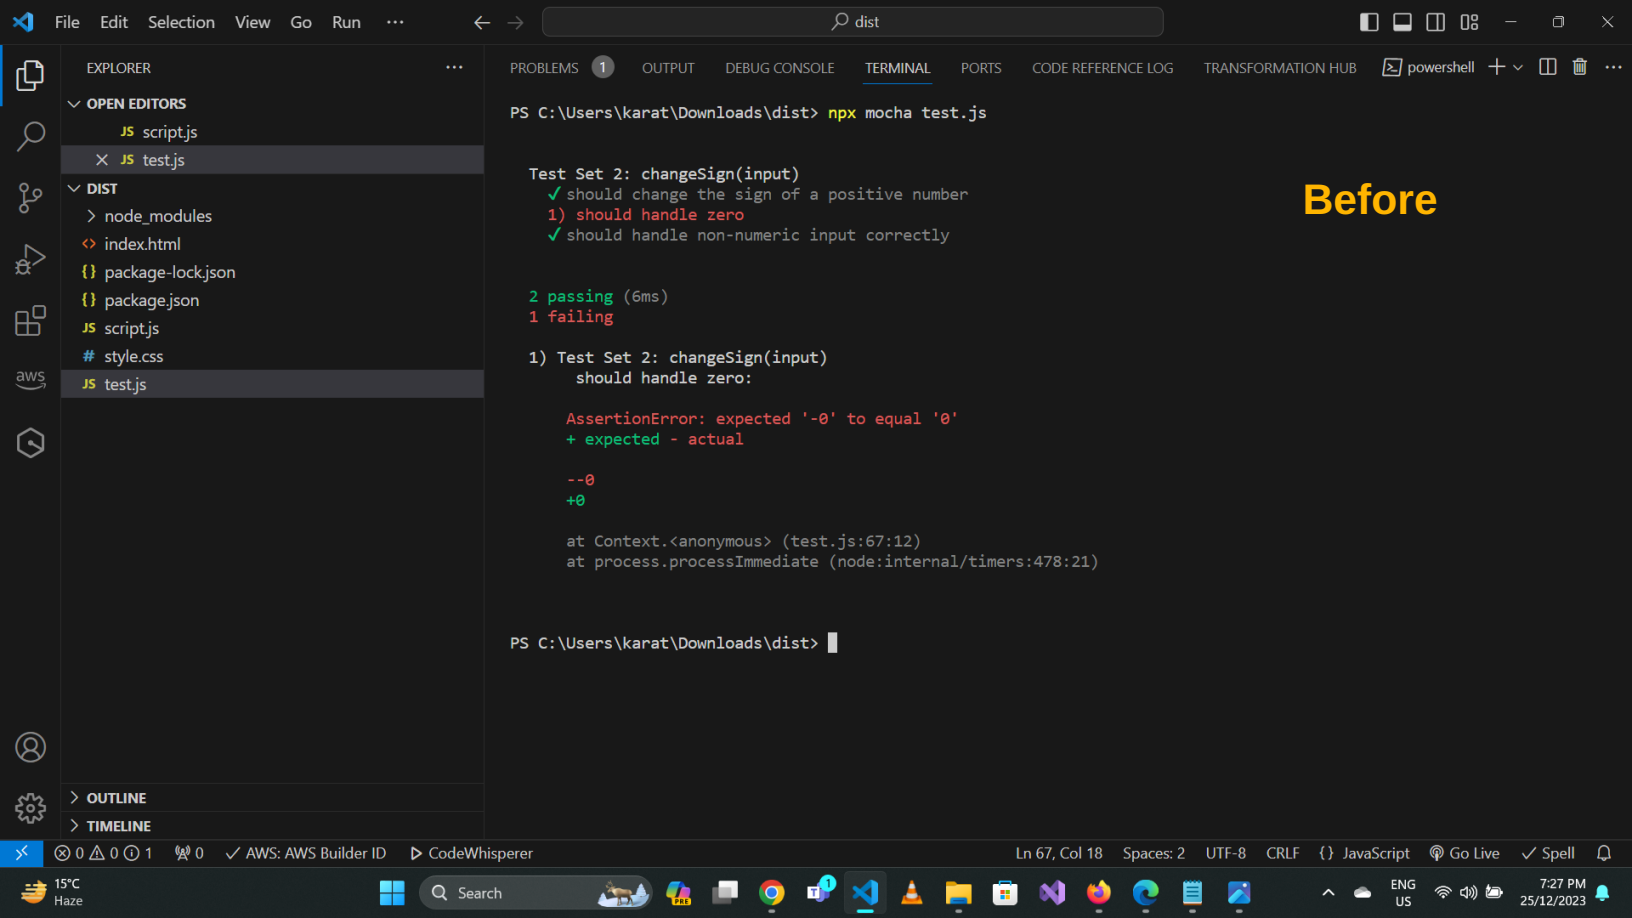 File Edit Selection View Go Run ···
dist
EXPLORER
OPEN EDITORS
JS script.js
JS test.js
DIST
node_modules
<> index.html
{} package-lock.json
{} package.json
JS script.js
# style.css
JS test.js
OUTLINE
TIMELINE
aws
PROBLEMS 1 OUTPUT DEBUG CONSOLE TERMINAL PORTS CODE REFERENCE LOG TRANSFORMATION HUB powershell
PS C:\Users\karat\Downloads\dist> npx mocha test.js
Before
Test Set 2: changeSign(input)
✓ should change the sign of a positive number
1) should handle zero
✓ should handle non-numeric input correctly
2 passing (6ms)
1 failing
1) Test Set 2: changeSign(input)
should handle zero:
AssertionError: expected '-0' to equal '0'
+ expected - actual
--0
+0
at Context.<anonymous> (test.js:67:12)
at process.processImmediate (node:internal/timers:478:21)
PS C:\Users\karat\Downloads\dist>
0 0 1 0 AWS: AWS Builder ID CodeWhisperer Ln 67, Col 18 Spaces: 2 UTF-8 CRLF {} JavaScript Go Live Spell
15°C
Haze
Search
PRE
1
ENG
US
7:27 PM
25/12/2023